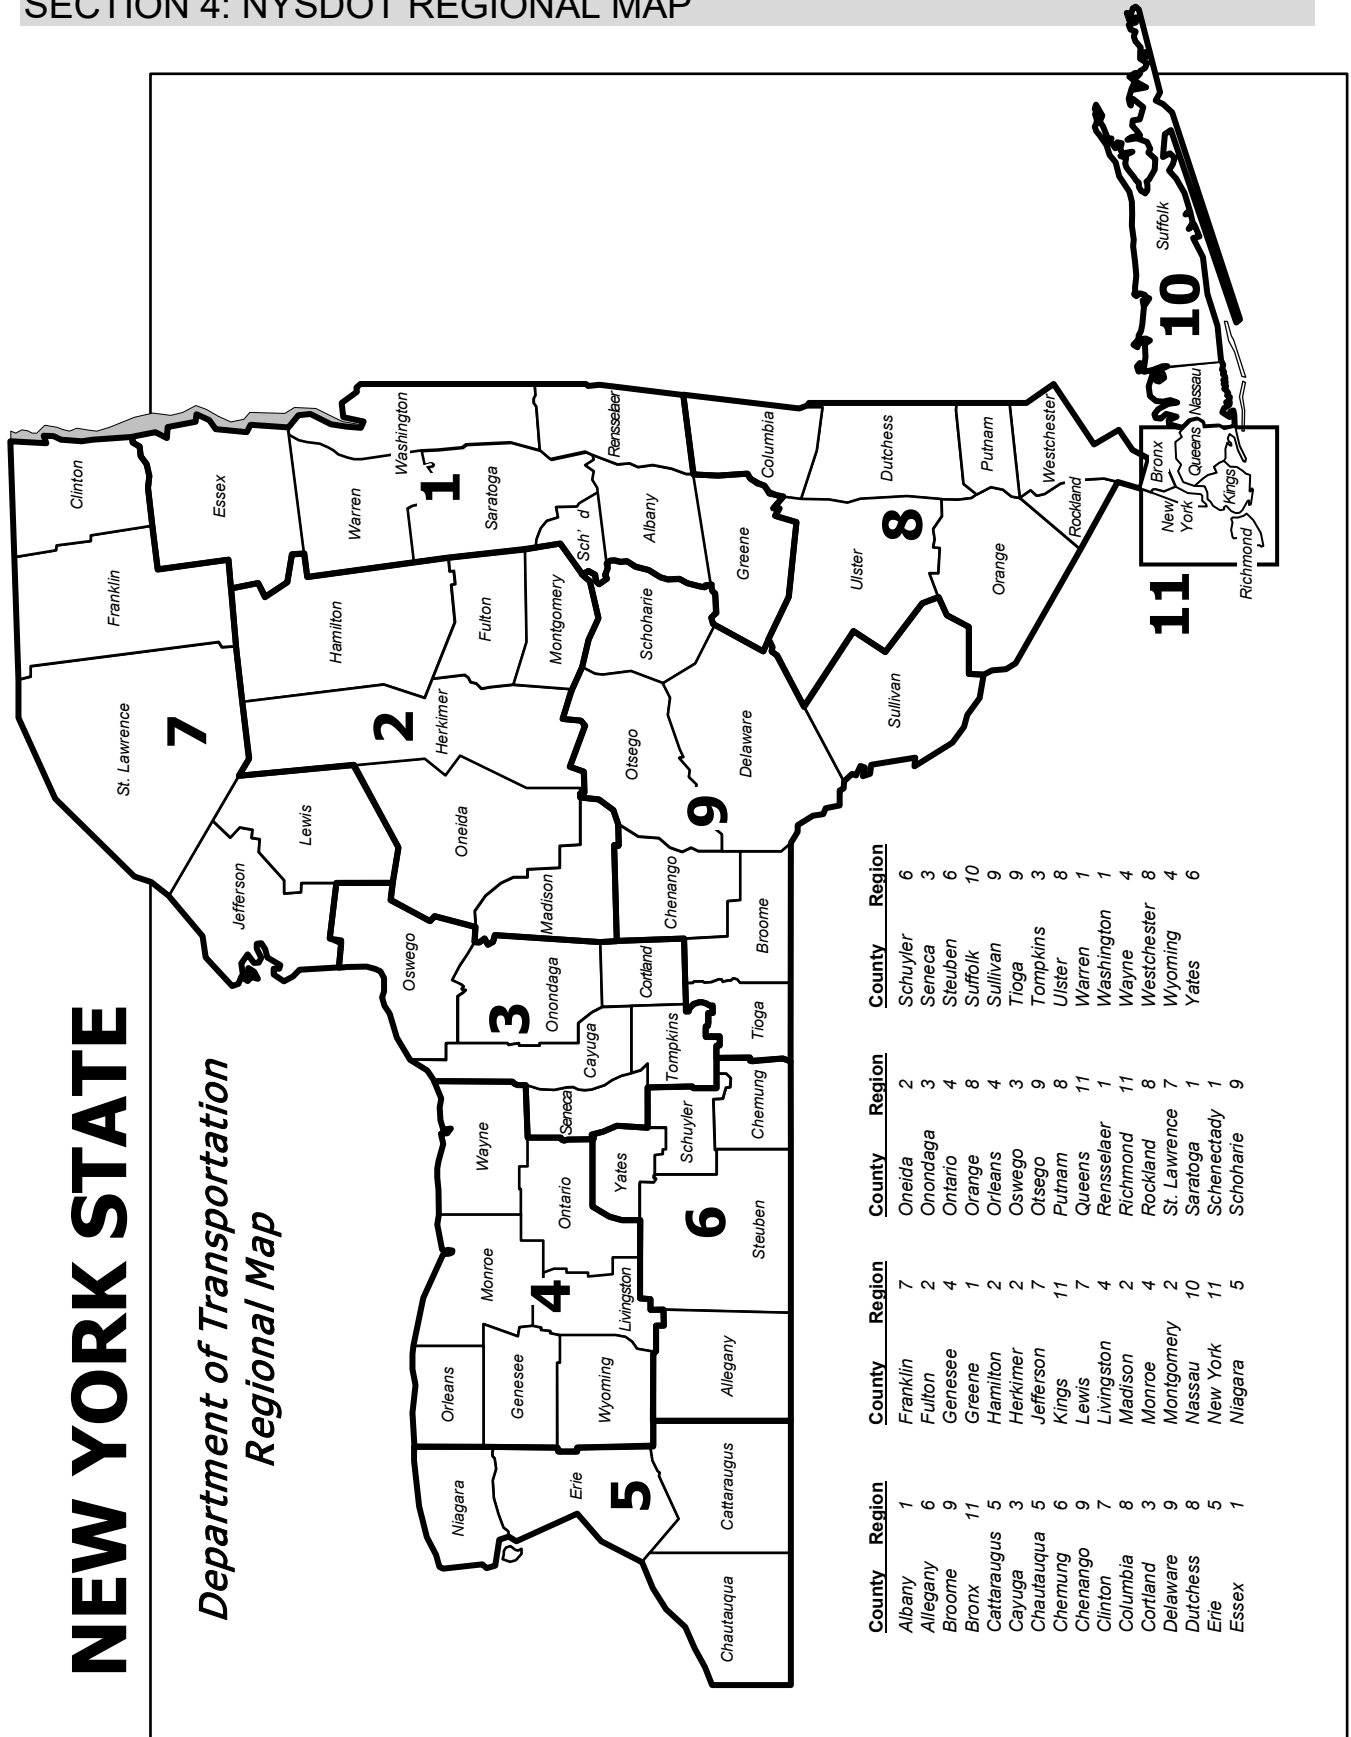 SECTION 4: NYSDOT REGIONAL MAP
NEW YORK STATE
Department of Transportation
Regional Map
Clinton
Franklin
St. Lawrence
7
Essex
Jefferson
Lewis
Hamilton
2
Herkimer
Warren
Washington
1
Saratoga
Fulton
Montgomery
Sch' d
Rensselaer
Albany
Schoharie
Otsego
Oneida
Madison
Oswego
3
Onondaga
Cayuga
Cortland
Tompkins
Seneca
Wayne
Ontario
Yates
Monroe
4
Livingston
Orleans
Genesee
Wyoming
Niagara
Erie
5
Cattaraugus
Chautauqua
Allegany
6
Steuben
Schuyler
Chemung
Tioga
Broome
Chenango
9
Delaware
Sullivan
Greene
Columbia
Ulster
8
Dutchess
Orange
Putnam
Rockland
Westchester
11
New
York
Bronx
Queens
Kings
Richmond
Nassau
10
Suffolk
County Region
Albany 1
Allegany 6
Broome 9
Bronx 11
Cattaraugus 5
Cayuga 3
Chautauqua 5
Chemung 6
Chenango 9
Clinton 7
Columbia 8
Cortland 3
Delaware 9
Dutchess 8
Erie 5
Essex 1
County Region
Franklin 7
Fulton 2
Genesee 4
Greene 1
Hamilton 2
Herkimer 2
Jefferson 7
Kings 11
Lewis 7
Livingston 4
Madison 2
Monroe 4
Montgomery 2
Nassau 10
New York 11
Niagara 5
County Region
Oneida 2
Onondaga 3
Ontario 4
Orange 8
Orleans 4
Oswego 3
Otsego 9
Putnam 8
Queens 11
Rensselaer 1
Richmond 11
Rockland 8
St. Lawrence 7
Saratoga 1
Schenectady 1
Schoharie 9
County Region
Schuyler 6
Seneca 3
Steuben 6
Suffolk 10
Sullivan 9
Tioga 9
Tompkins 3
Ulster 8
Warren 1
Washington 1
Wayne 4
Westchester 8
Wyoming 4
Yates 6